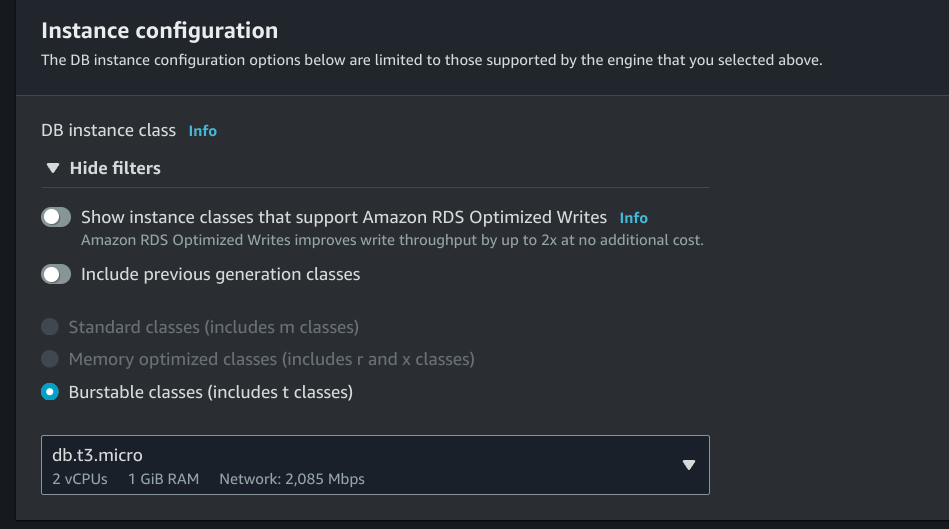 Instance configuration
The DB instance configuration options below are limited to those supported by the engine that you selected above.
DB instance class Info
Hide filters
Show instance classes that support Amazon RDS Optimized Writes Info
Amazon RDS Optimized Writes improves write throughput by up to 2x at no additional cost.
Include previous generation classes
Standard classes (includes m classes)
Memory optimized classes (includes r and x classes)
Burstable classes (includes t classes)
db.t3.micro
2 vCPUs 1 GiB RAM Network: 2,085 Mbps